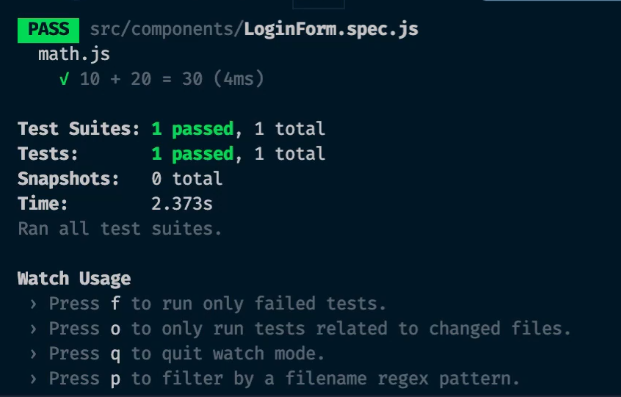 PASS src/components/LoginForm.spec.js
math.js
√ 10 + 20 = 30 (4ms)
Test Suites: 1 passed, 1 total
Tests: 1 passed, 1 total
Snapshots: 0 total
Time: 2.373s
Ran all test suites.
Watch Usage
› Press f to run only failed tests.
› Press o to only run tests related to changed files.
› Press q to quit watch mode.
› Press p to filter by a filename regex pattern.